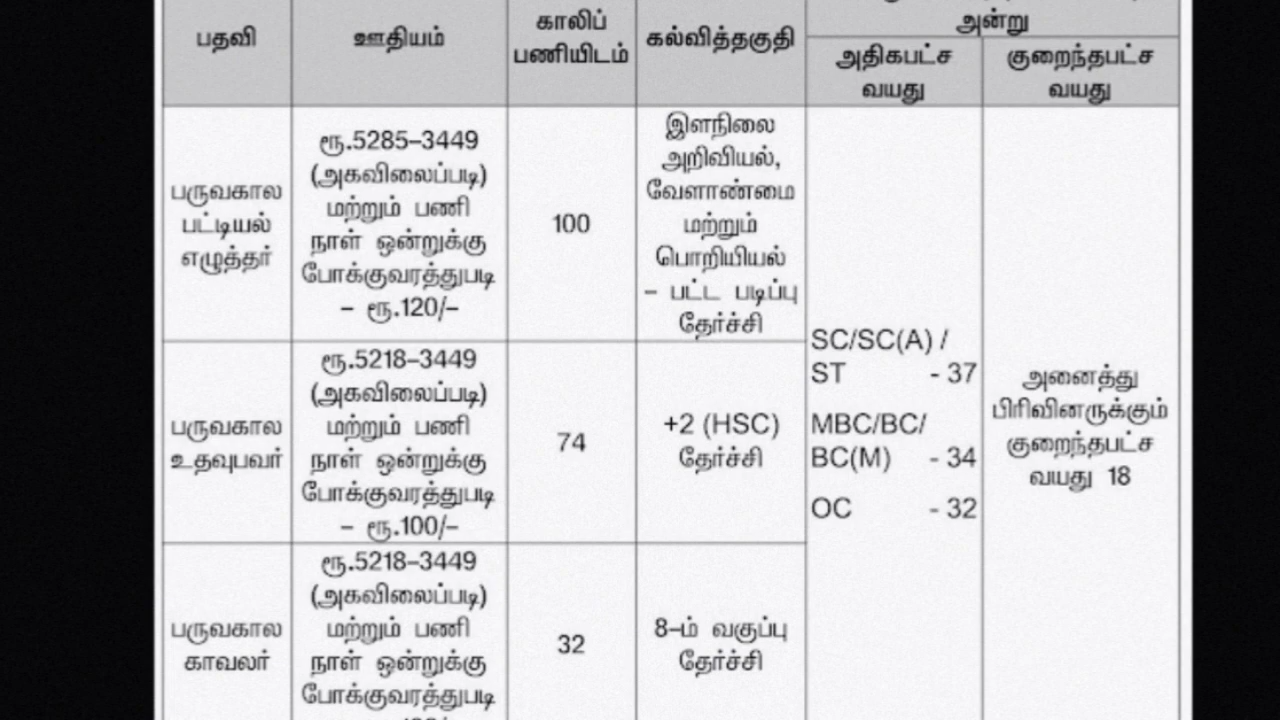 அன்று
பதவி
ஊதியம்
காலிப்
பணியிடம்
கல்வித்தகுதி
அதிகபட்ச
வயது
குறைந்தபட்ச
வயது
பருவகால
பட்டியல்
எழுத்தர்
ரூ.5285–3449
(அகவிலைப்படி)
மற்றும் பணி
நாள் ஒன்றுக்கு
போக்குவரத்துபடி
– ரூ.120/–
100
இளநிலை
அறிவியல்,
வேளாண்மை
மற்றும்
பொறியியல்
– பட்ட படிப்பு
தேர்ச்சி
SC/SC(A) /
ST - 37
MBC/BC/
BC(M) - 34
OC - 32
அனைத்து
பிரிவினருக்கும்
குறைந்தபட்ச
வயது 18
பருவகால
உதவுபவர்
ரூ.5218–3449
(அகவிலைப்படி)
மற்றும் பணி
நாள் ஒன்றுக்கு
போக்குவரத்துபடி
– ரூ.100/–
74
+2 (HSC)
தேர்ச்சி
பருவகால
காவலர்
ரூ.5218–3449
(அகவிலைப்படி)
மற்றும் பணி
நாள் ஒன்றுக்கு
போக்குவரத்துபடி
32
8–ம் வகுப்பு
தேர்ச்சி